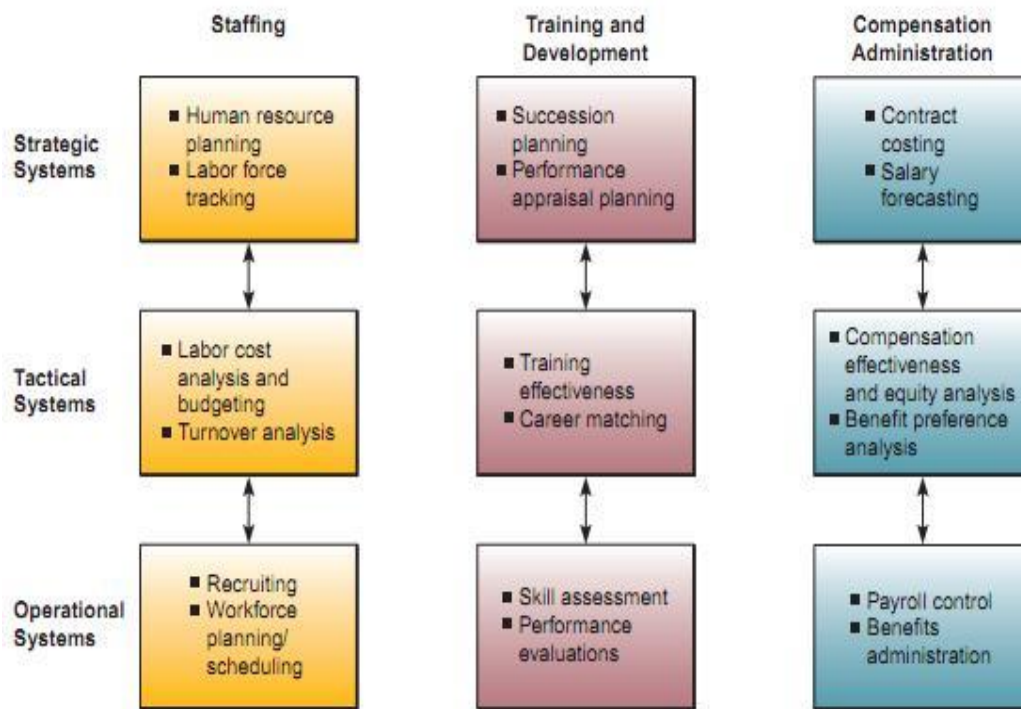 Staffing
Training and
Development
Compensation
Administration
Strategic
Systems
■ Human resource
planning
■ Labor force
tracking
■ Succession
planning
■ Performance
appraisal planning
■ Contract
costing
■ Salary
forecasting
Tactical
Systems
■ Labor cost
analysis and
budgeting
■ Turnover analysis
■ Training
effectiveness
■ Career matching
■ Compensation
effectiveness
and equity analysis
■ Benefit preference
analysis
Operational
Systems
■ Recruiting
■ Workforce
planning/
scheduling
■ Skill assessment
■ Performance
evaluations
■ Payroll control
■ Benefits
administration